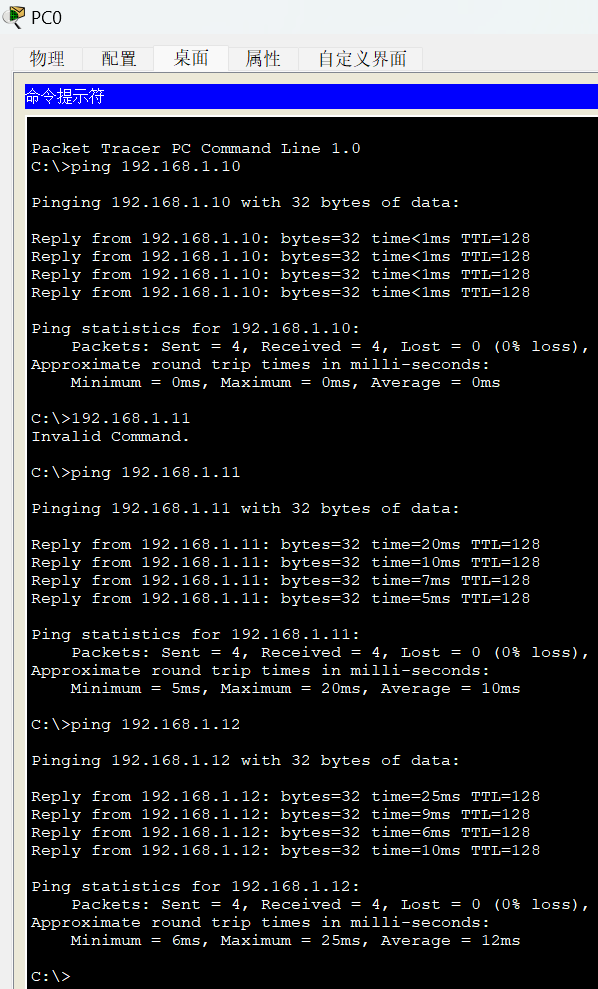 PC0
物理 配置 桌面 属性 自定义界面
命令提示符
Packet Tracer PC Command Line 1.0
C:\>ping 192.168.1.10
Pinging 192.168.1.10 with 32 bytes of data:
Reply from 192.168.1.10: bytes=32 time<1ms TTL=128
Reply from 192.168.1.10: bytes=32 time<1ms TTL=128
Reply from 192.168.1.10: bytes=32 time<1ms TTL=128
Reply from 192.168.1.10: bytes=32 time<1ms TTL=128
Ping statistics for 192.168.1.10:
Packets: Sent = 4, Received = 4, Lost = 0 (0% loss),
Approximate round trip times in milli-seconds:
Minimum = 0ms, Maximum = 0ms, Average = 0ms
C:\>192.168.1.11
Invalid Command.
C:\>ping 192.168.1.11
Pinging 192.168.1.11 with 32 bytes of data:
Reply from 192.168.1.11: bytes=32 time=20ms TTL=128
Reply from 192.168.1.11: bytes=32 time=10ms TTL=128
Reply from 192.168.1.11: bytes=32 time=7ms TTL=128
Reply from 192.168.1.11: bytes=32 time=5ms TTL=128
Ping statistics for 192.168.1.11:
Packets: Sent = 4, Received = 4, Lost = 0 (0% loss),
Approximate round trip times in milli-seconds:
Minimum = 5ms, Maximum = 20ms, Average = 10ms
C:\>ping 192.168.1.12
Pinging 192.168.1.12 with 32 bytes of data:
Reply from 192.168.1.12: bytes=32 time=25ms TTL=128
Reply from 192.168.1.12: bytes=32 time=9ms TTL=128
Reply from 192.168.1.12: bytes=32 time=6ms TTL=128
Reply from 192.168.1.12: bytes=32 time=10ms TTL=128
Ping statistics for 192.168.1.12:
Packets: Sent = 4, Received = 4, Lost = 0 (0% loss),
Approximate round trip times in milli-seconds:
Minimum = 6ms, Maximum = 25ms, Average = 12ms
C:\>